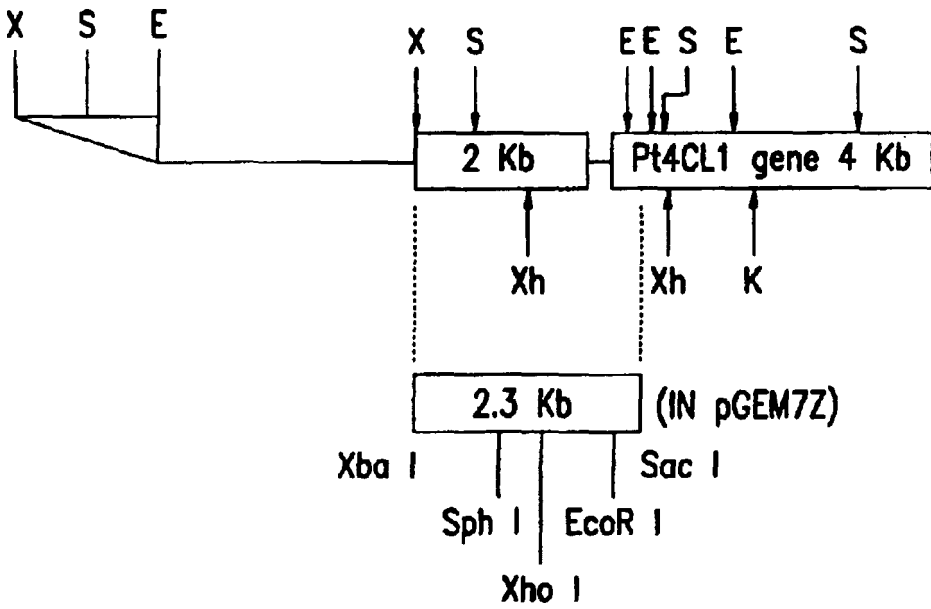 X S E X S E E S E S
2 Kb Pt4CL1 gene 4 Kb
Xh Xh K
2.3 Kb (IN pGEM7Z)
Xba I Sac I
Sph I EcoR I
Xho I